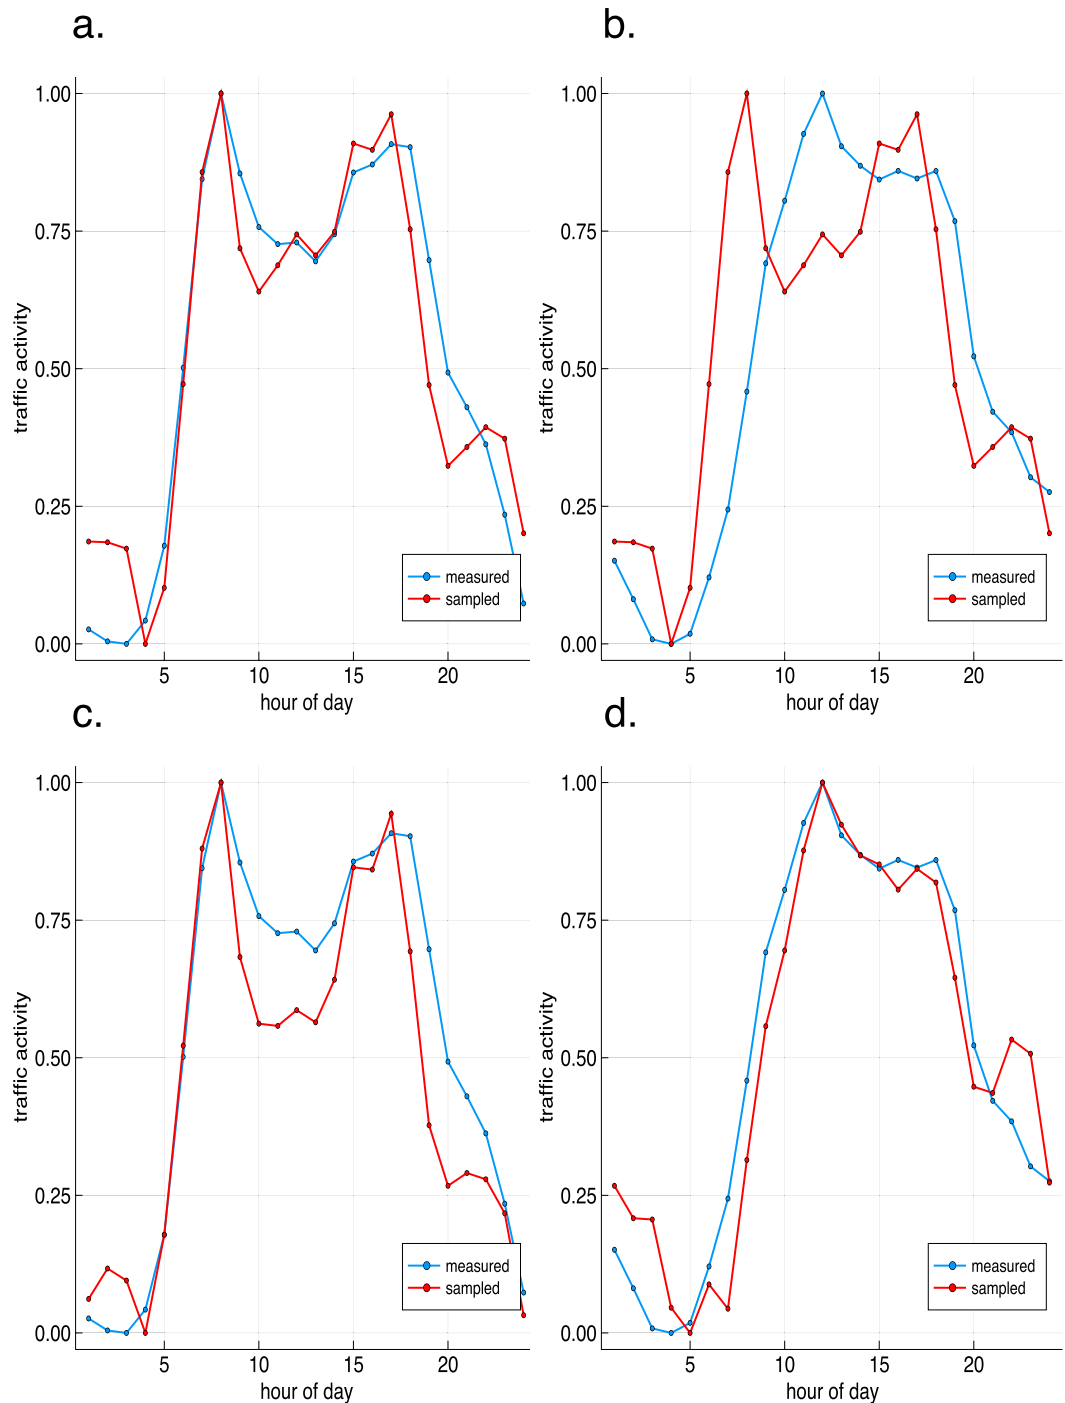 a.
1.00
0.75
0.50
0.25
0.00
traffic activity
measured
sampled
5 10 15 20
hour of day
b.
1.00
0.75
0.50
0.25
0.00
traffic activity
measured
sampled
5 10 15 20
hour of day
c.
1.00
0.75
0.50
0.25
0.00
traffic activity
measured
sampled
5 10 15 20
hour of day
d.
1.00
0.75
0.50
0.25
0.00
traffic activity
measured
sampled
5 10 15 20
hour of day